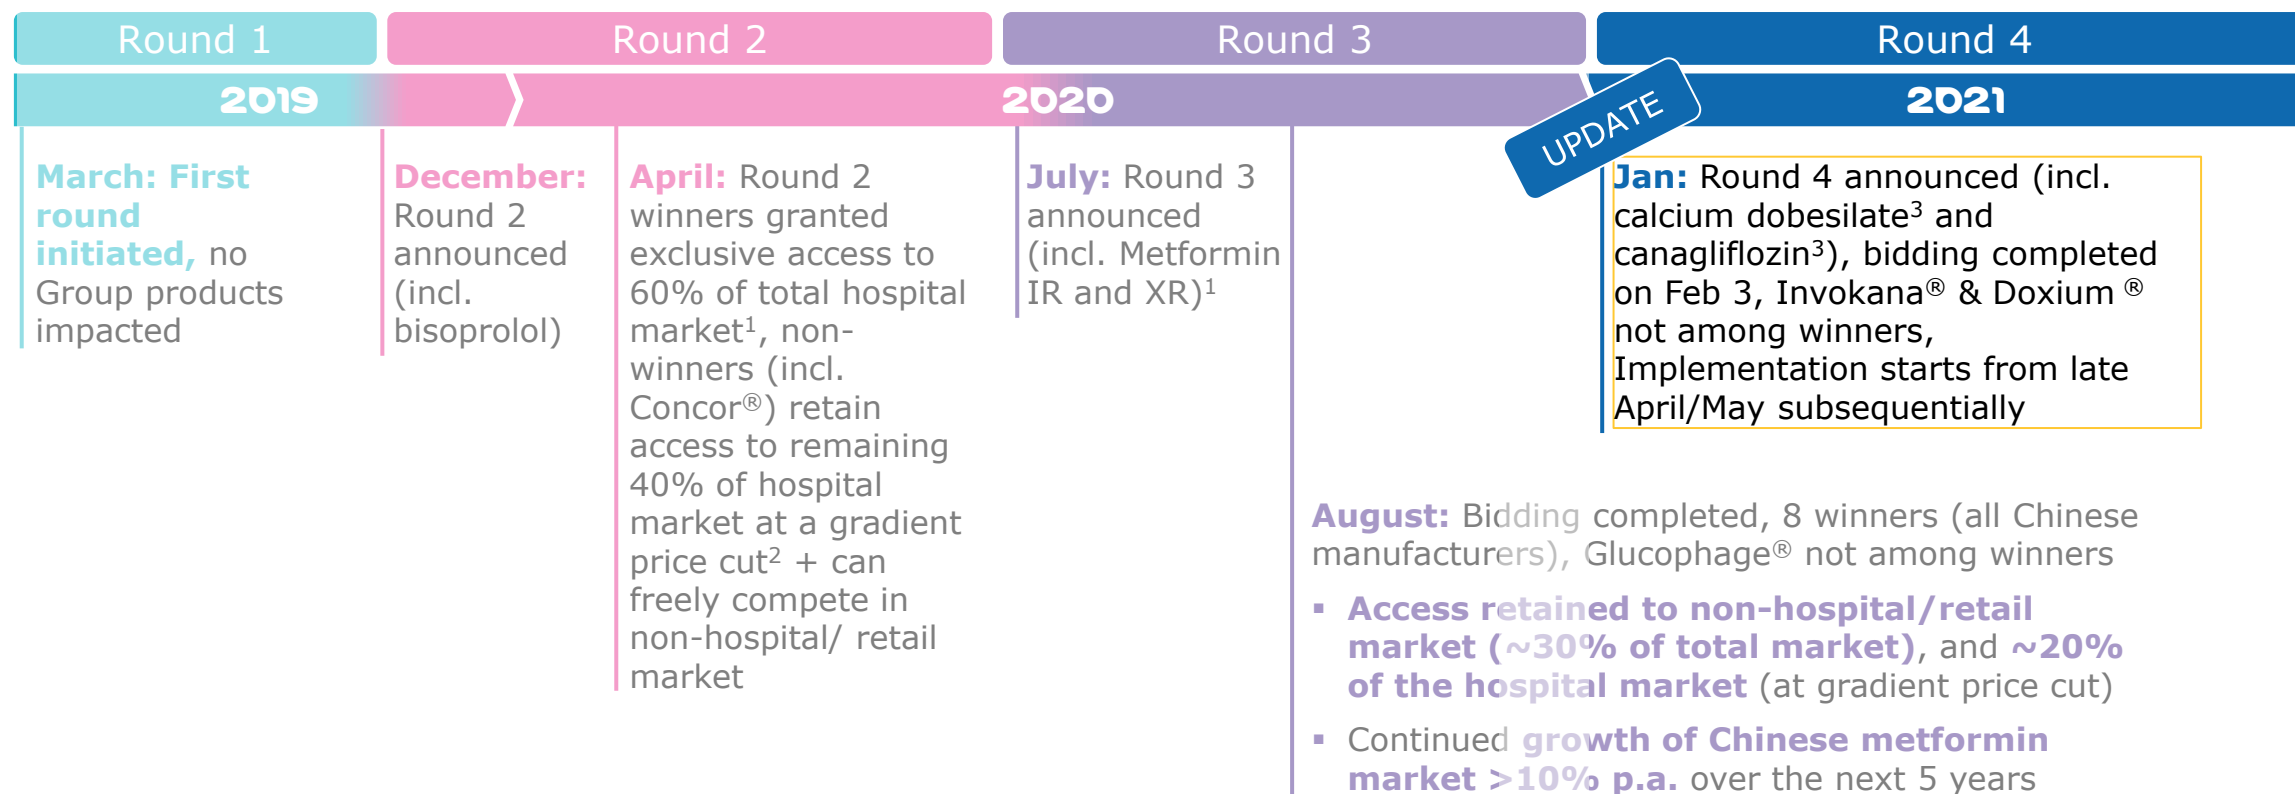 Round 1
Round 2
Round 3
Round 4
2019
2020
2021
UPDATE
March: First
round
initiated, no
Group products
impacted
December:
Round 2
announced
(incl.
bisoprolol)
April: Round 2
winners granted
exclusive access to
60% of total hospital
market¹, non-
winners (incl.
Concor®) retain
access to remaining
40% of hospital
market at a gradient
price cut² + can
freely compete in
non-hospital/ retail
market
July: Round 3
announced
(incl. Metformin
IR and XR)¹
Jan: Round 4 announced (incl.
calcium dobesilate³ and
canagliflozin³), bidding completed
on Feb 3, Invokana® & Doxium ®
not among winners,
Implementation starts from late
April/May subsequentially
August: Bidding completed, 8 winners (all Chinese
manufacturers), Glucophage® not among winners
▪ Access retained to non-hospital/retail
market (~30% of total market), and ~20%
of the hospital market (at gradient price cut)
▪ Continued growth of Chinese metformin
market >10% p.a. over the next 5 years